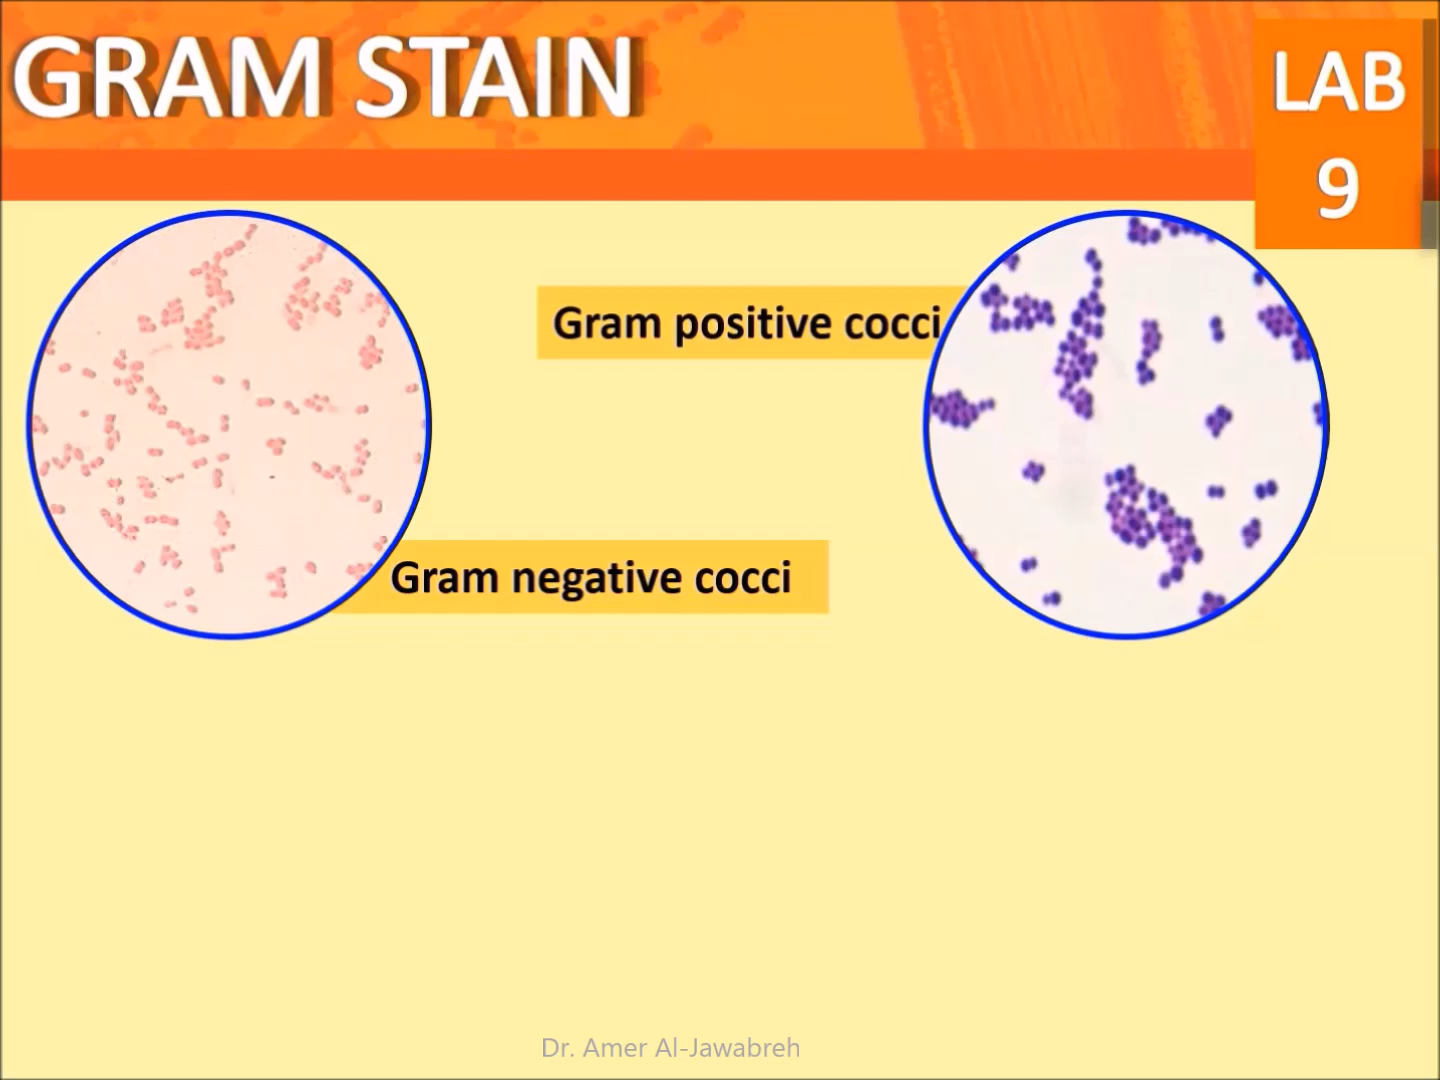 GRAM STAIN
LAB
9
Gram positive cocci
Gram negative cocci
Dr. Amer Al-Jawabreh